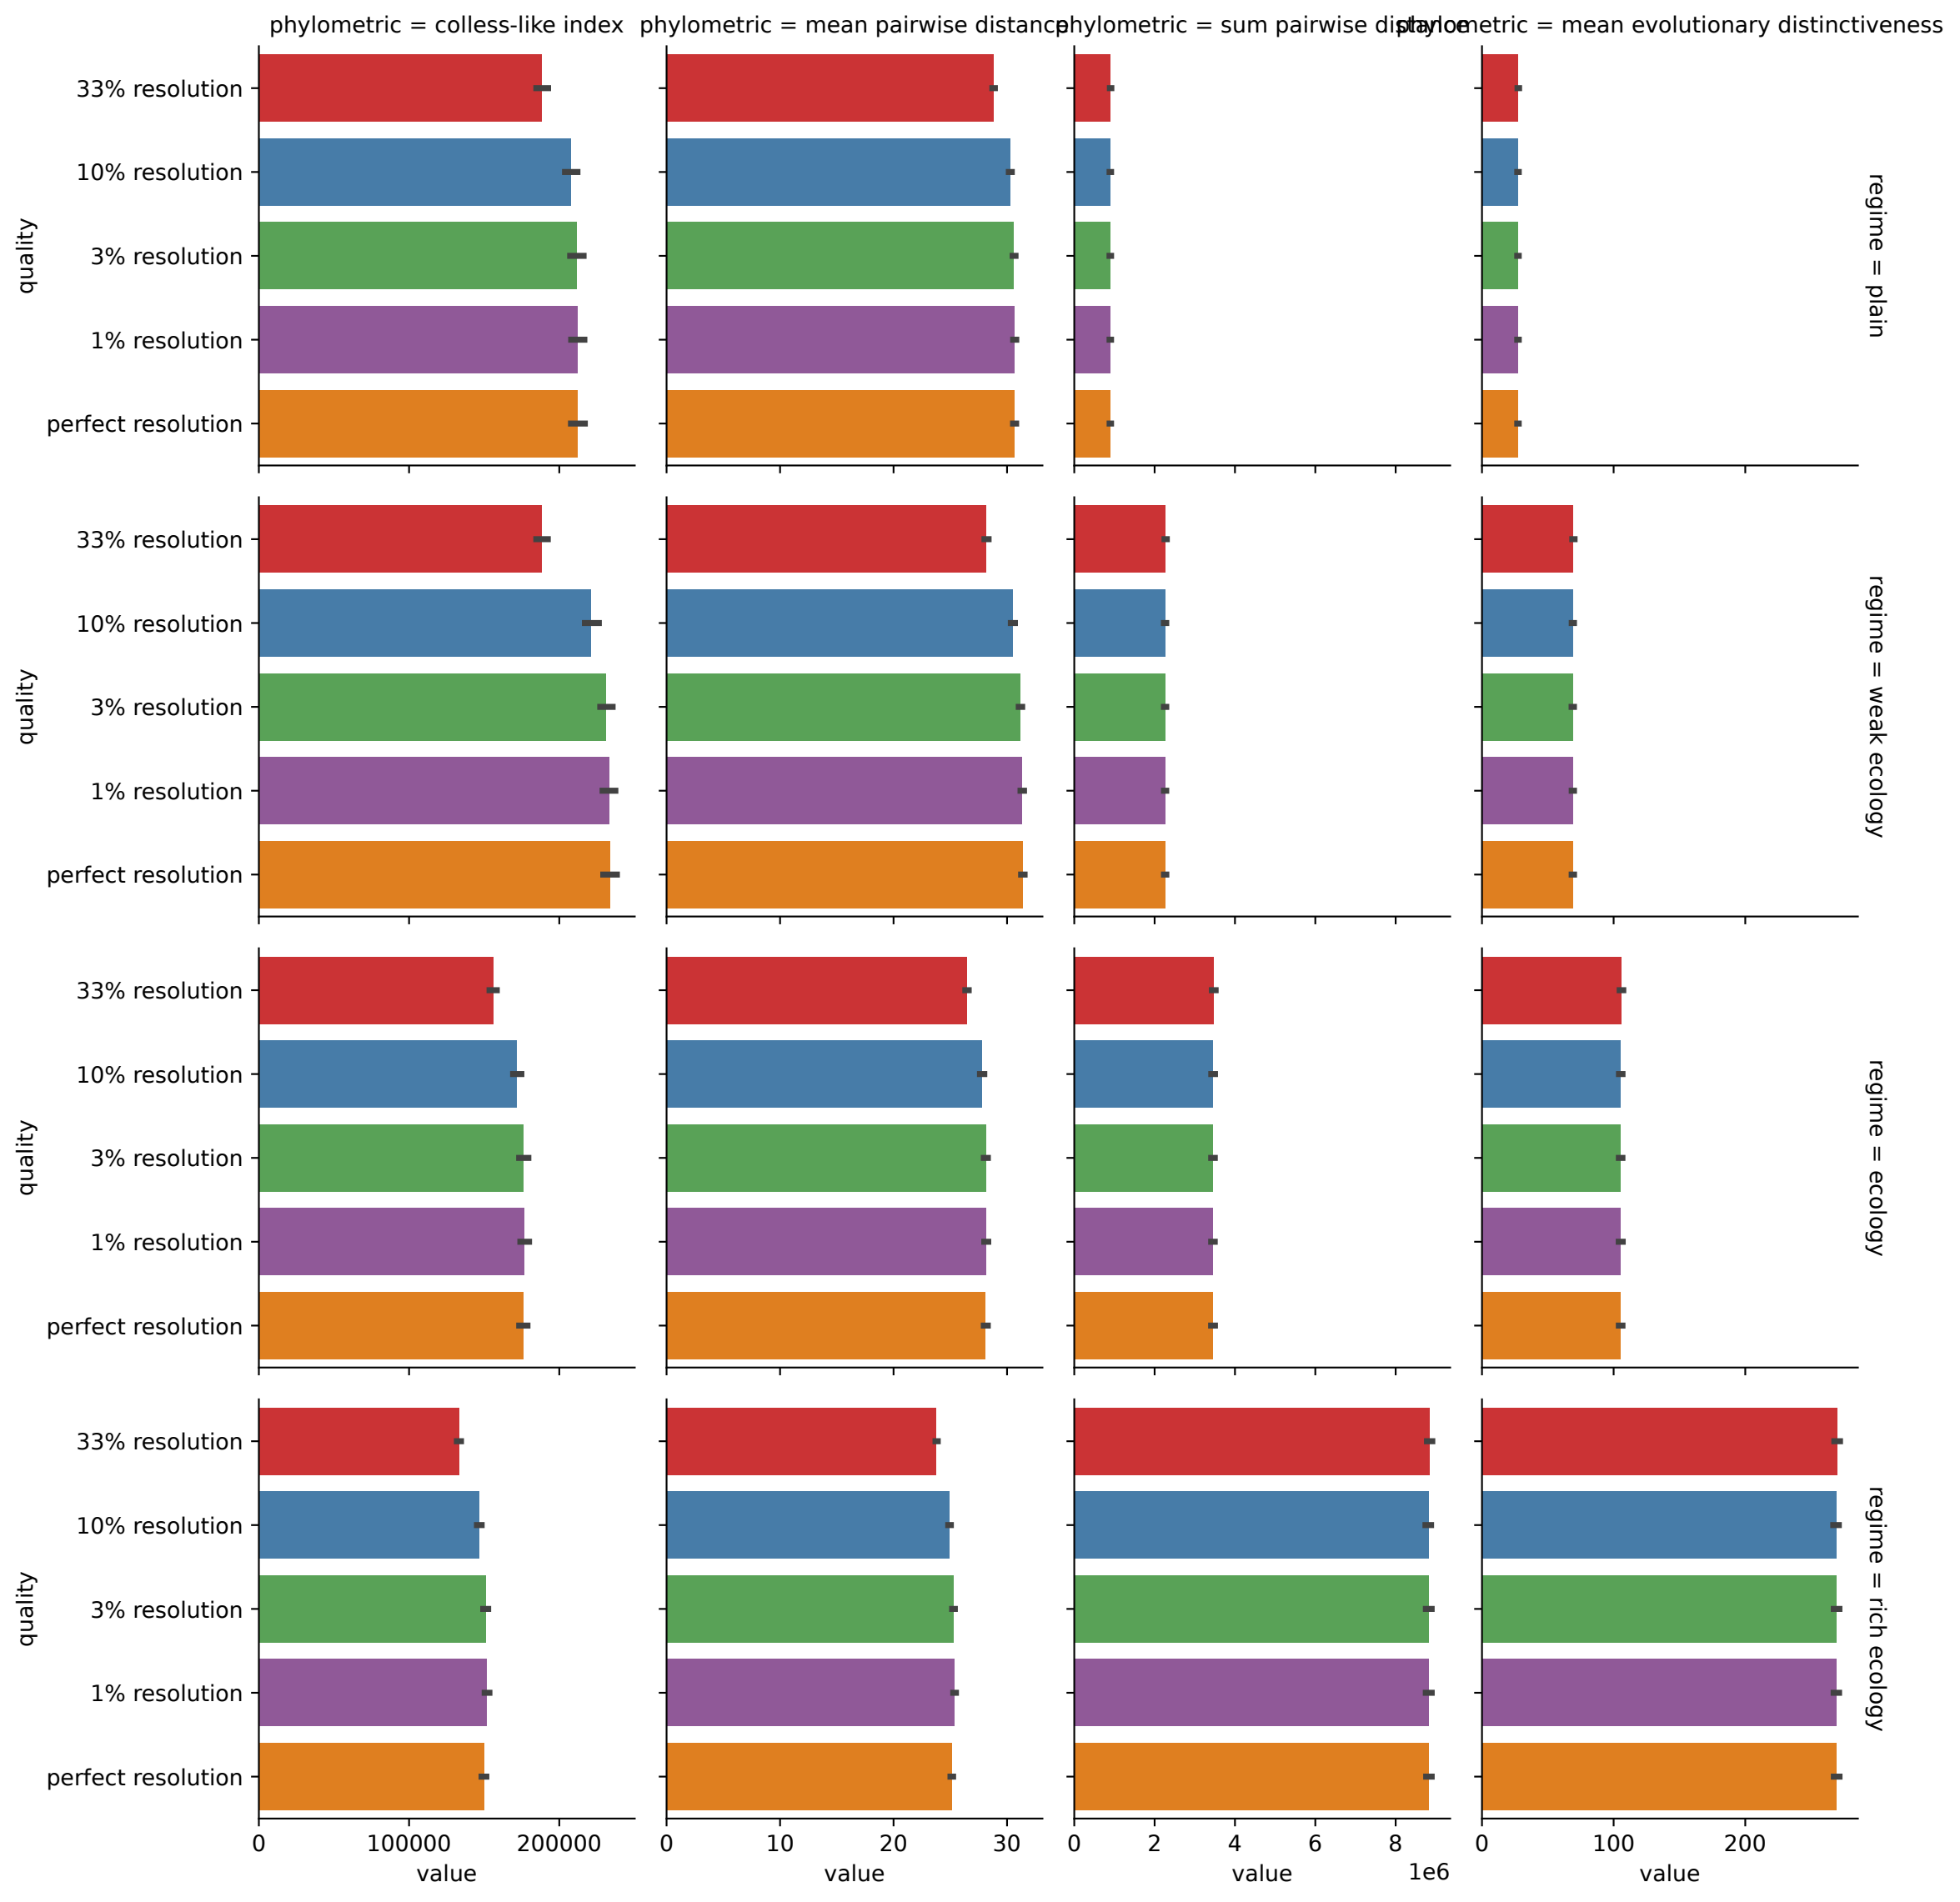 phylometric = colless-like index
phylometric = mean pairwise distance
phylometric = sum pairwise distance
phylometric = mean evolutionary distinctiveness
quality
33% resolution
10% resolution
3% resolution
1% resolution
perfect resolution
regime = plain
quality
33% resolution
10% resolution
3% resolution
1% resolution
perfect resolution
regime = weak ecology
quality
33% resolution
10% resolution
3% resolution
1% resolution
perfect resolution
regime = ecology
quality
33% resolution
10% resolution
3% resolution
1% resolution
perfect resolution
regime = rich ecology
0 100000 200000
value
0 10 20 30
value
0 2 4 6 8
1e6
value
0 100 200
value